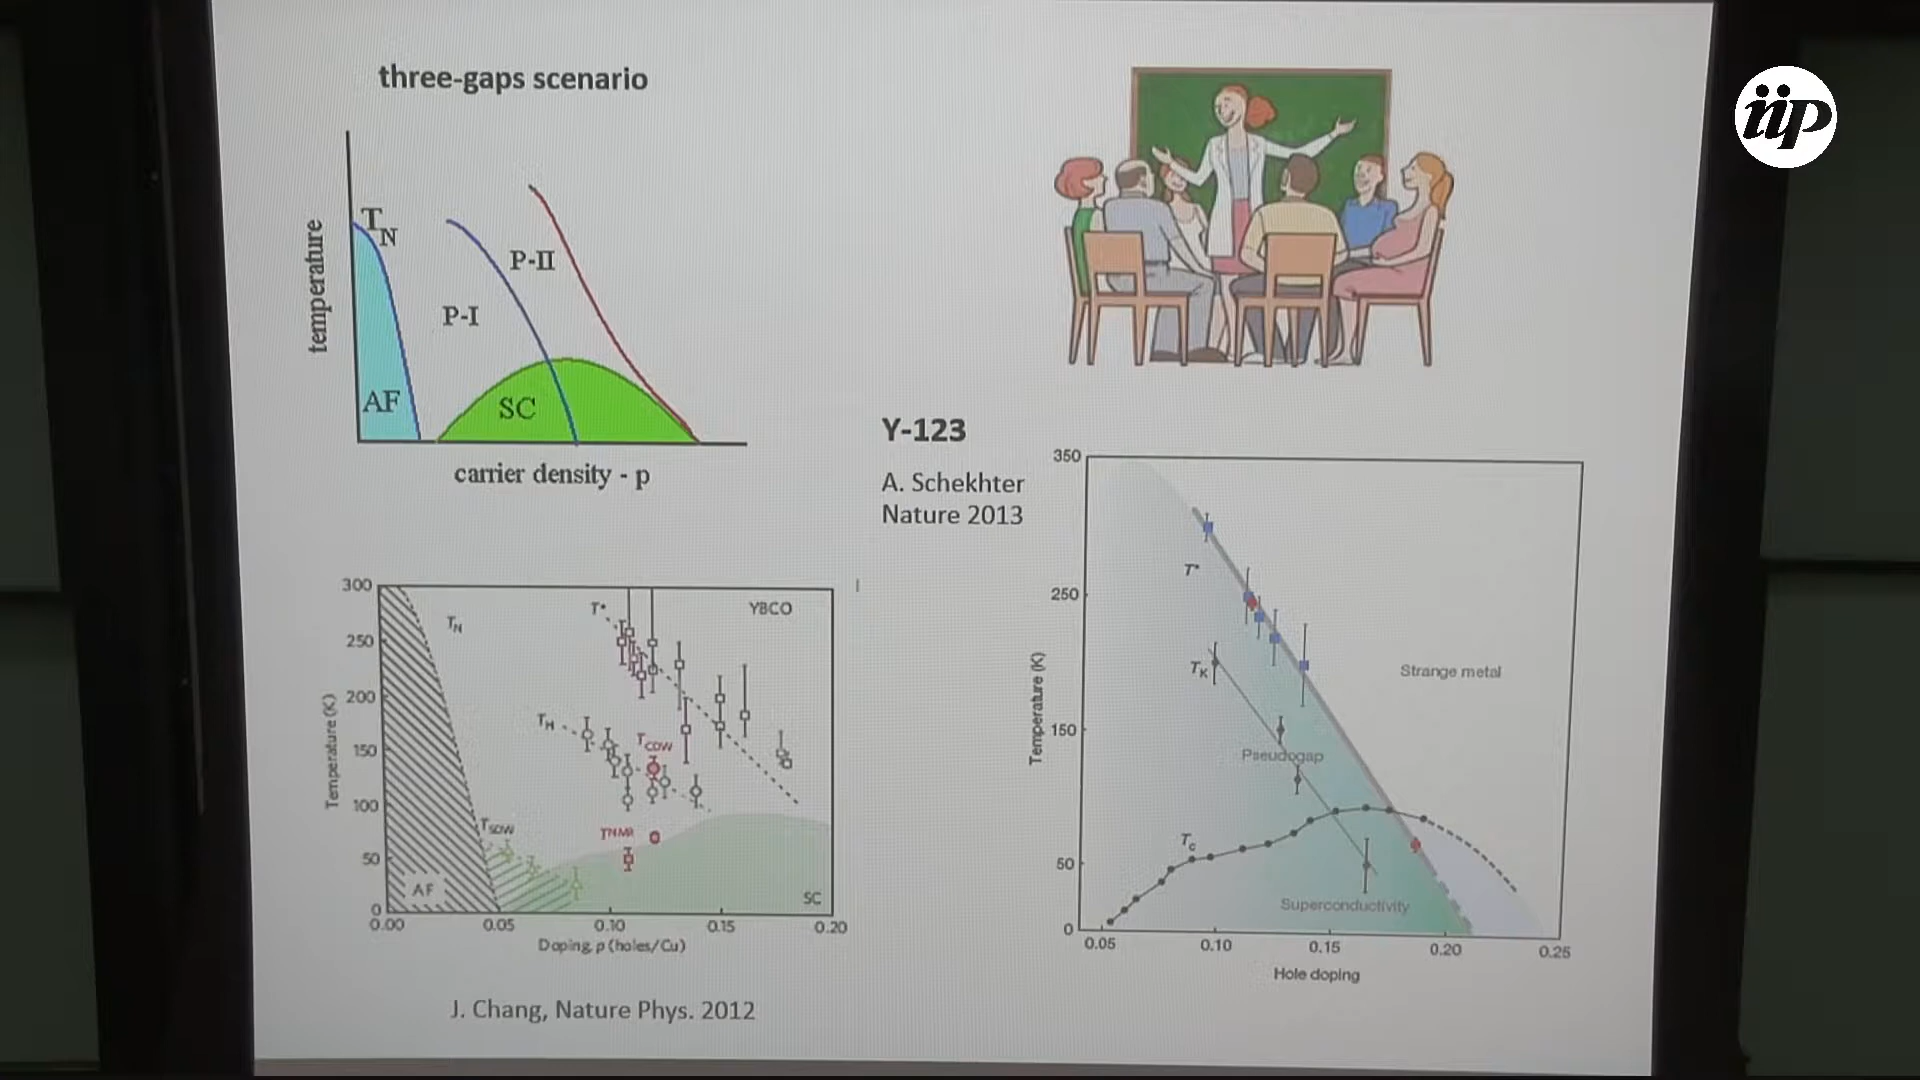 three-gaps scenario
iip
temperature
T_N
P-II
P-I
AF
SC
carrier density - p
Y-123
A. Schekhter
Nature 2013
350
250
150
50
0
Temperature (K)
T*
T_K
Strange metal
Pseudogap
T_c
Superconductivity
0.05
0.10
0.15
0.20
0.25
Hole doping
300
250
200
150
100
50
0
Temperature (K)
YBCO
T_N
T*
T_H
T_CDW
T_SDW
T_NMR
AF
SC
0.00
0.05
0.10
0.15
0.20
Doping, p (holes/Cu)
J. Chang, Nature Phys. 2012